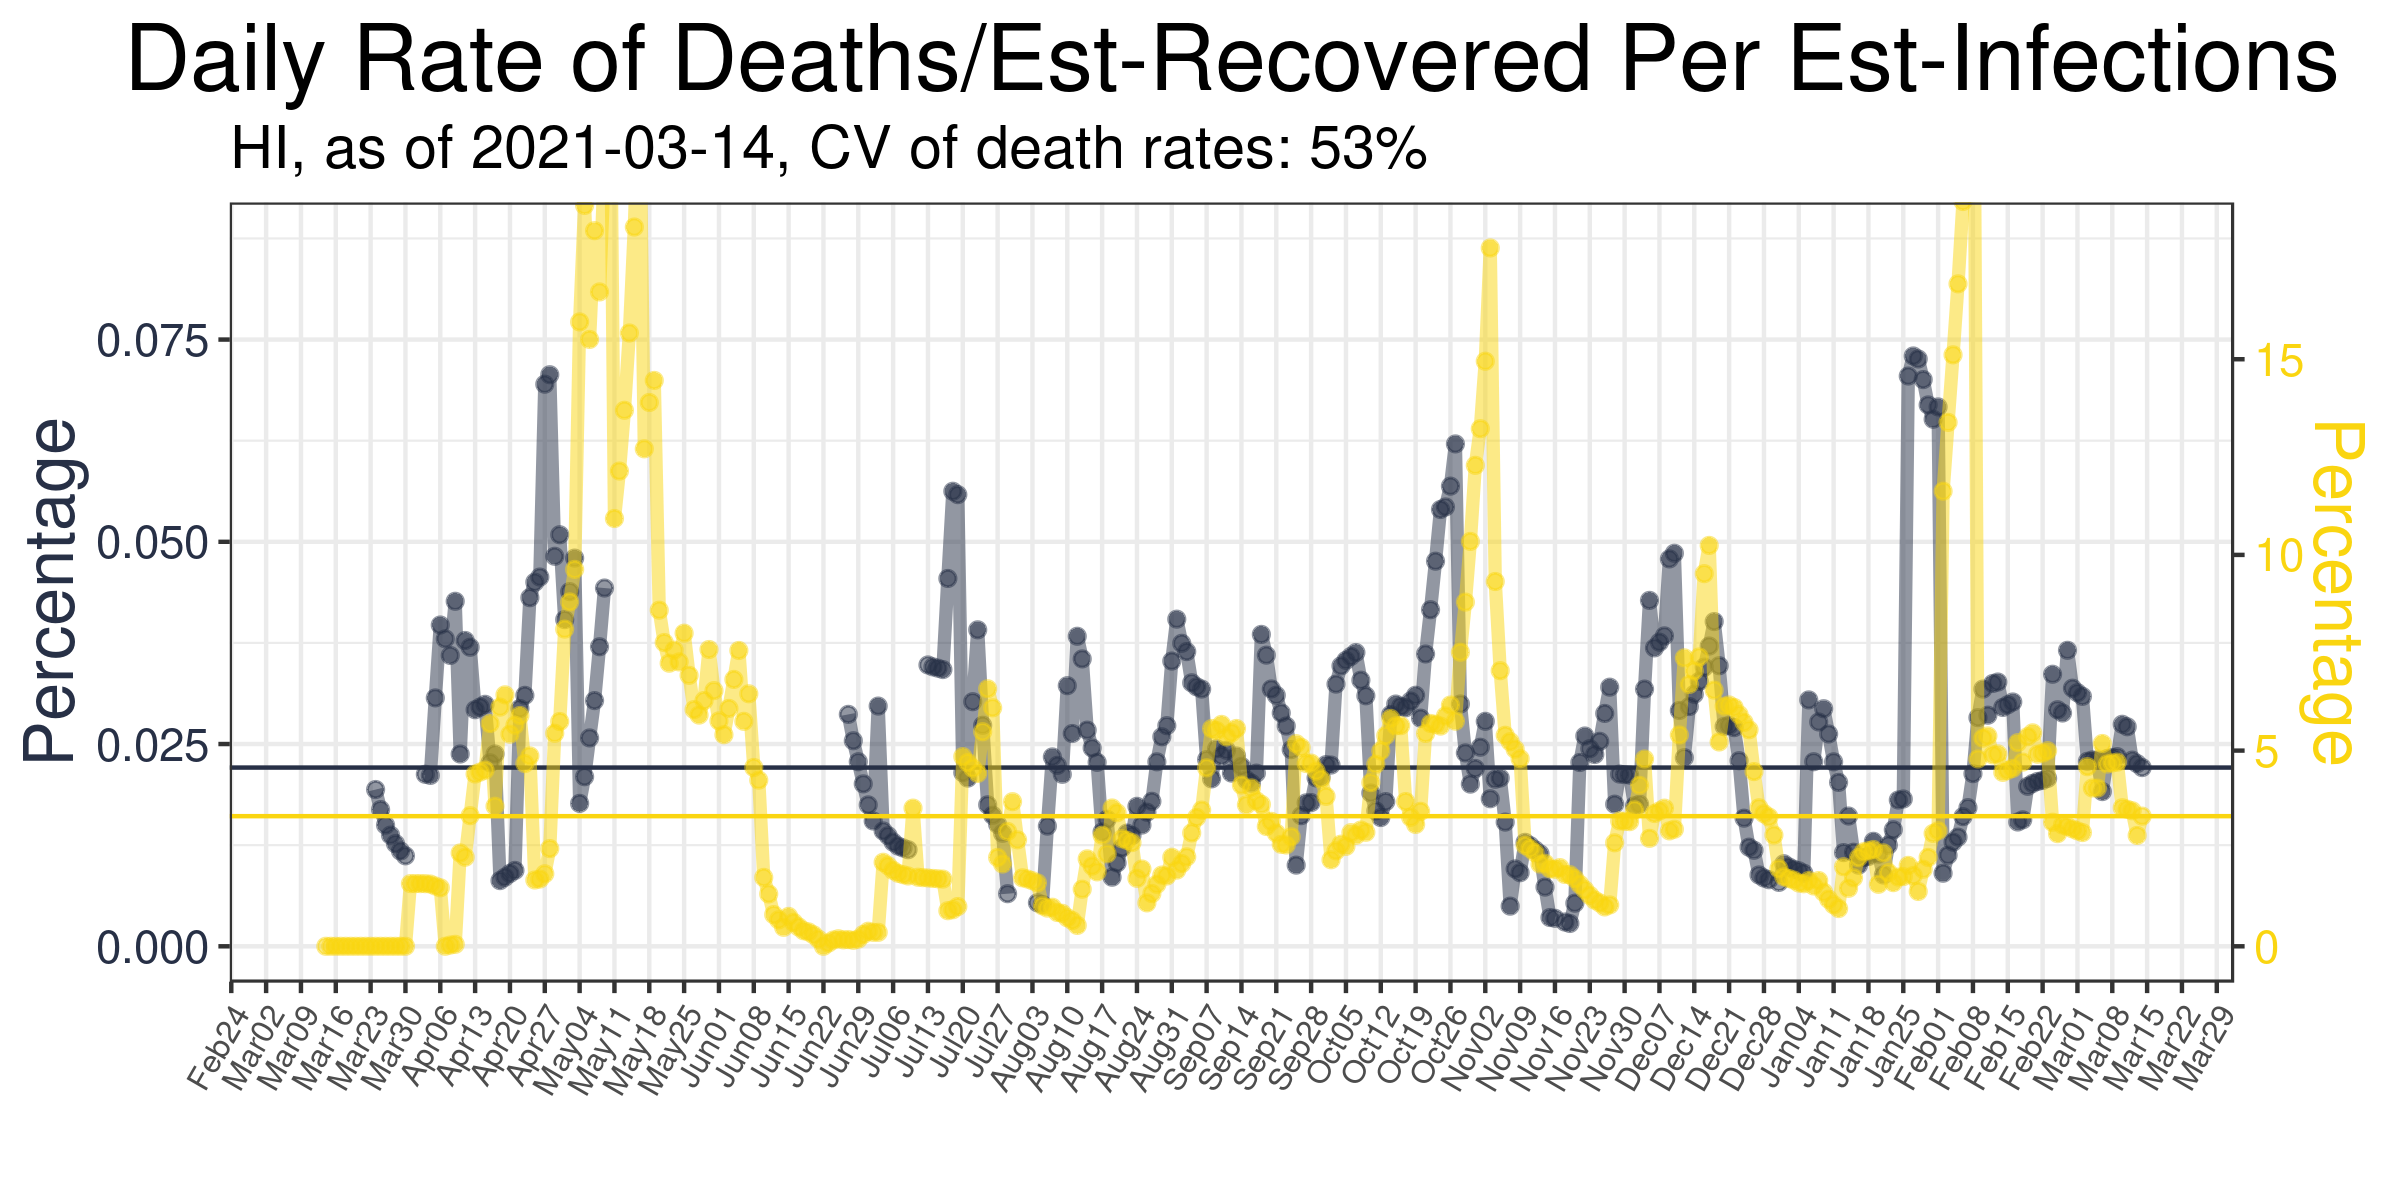 Daily Rate of Deaths/Est-Recovered Per Est-Infections
HI, as of 2021-03-14, CV of death rates: 53%
Percentage
0.075
0.050
0.025
0.000
15
10
5
0
Percentage
Feb24
Mar02
Mar09
Mar16
Mar23
Mar30
Apr06
Apr13
Apr20
Apr27
May04
May11
May18
May25
Jun01
Jun08
Jun15
Jun22
Jun29
Jul06
Jul13
Jul20
Jul27
Aug03
Aug10
Aug17
Aug24
Aug31
Sep07
Sep14
Sep21
Sep28
Oct05
Oct12
Oct19
Oct26
Nov02
Nov09
Nov16
Nov23
Nov30
Dec07
Dec14
Dec21
Dec28
Jan04
Jan11
Jan18
Jan25
Feb01
Feb08
Feb15
Feb22
Mar01
Mar08
Mar15
Mar22
Mar29